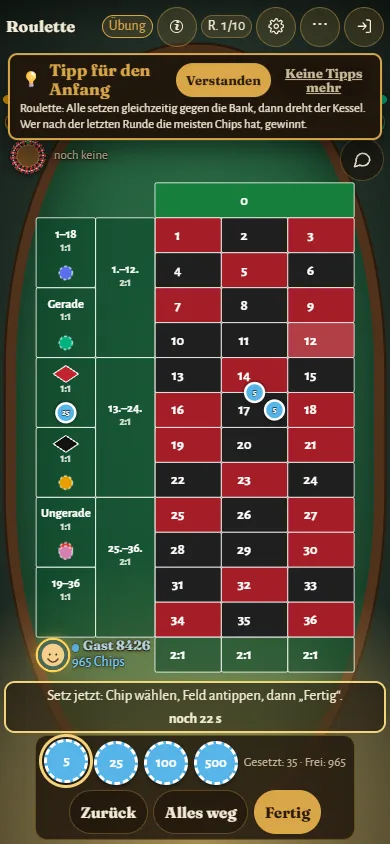 Roulette
Übung
R. 1/10
Tipp für den Anfang
Verstanden
Keine Tipps mehr
Roulette: Alle setzen gleichzeitig gegen die Bank, dann dreht der Kessel.
Wer nach der letzten Runde die meisten Chips hat, gewinnt.
noch keine
0
1–18
1:1
1.–12.
2:1
1 2 3
4 5 6
Gerade
1:1
7 8 9
10 11 12
1:1
25
13.–24.
2:1
13 14 15
5
16 17 5 18
1:1
19 20 21
22 23 24
Ungerade
1:1
25.–36.
2:1
25 26 27
28 29 30
19–36
1:1
31 32 33
34 35 36
Gast 8426
965 Chips
2:1 2:1 2:1
Setz jetzt: Chip wählen, Feld antippen, dann „Fertig“.
noch 22 s
5 25 100 500
Gesetzt: 35 · Frei: 965
Zurück
Alles weg
Fertig